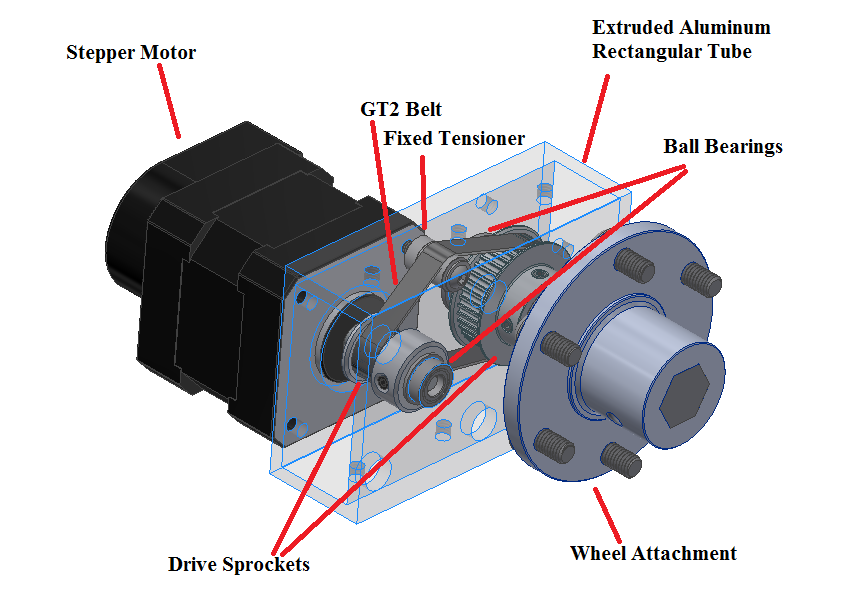 Extruded Aluminum
Rectangular Tube
Stepper Motor
GT2 Belt
Fixed Tensioner
Ball Bearings
Drive Sprockets
Wheel Attachment